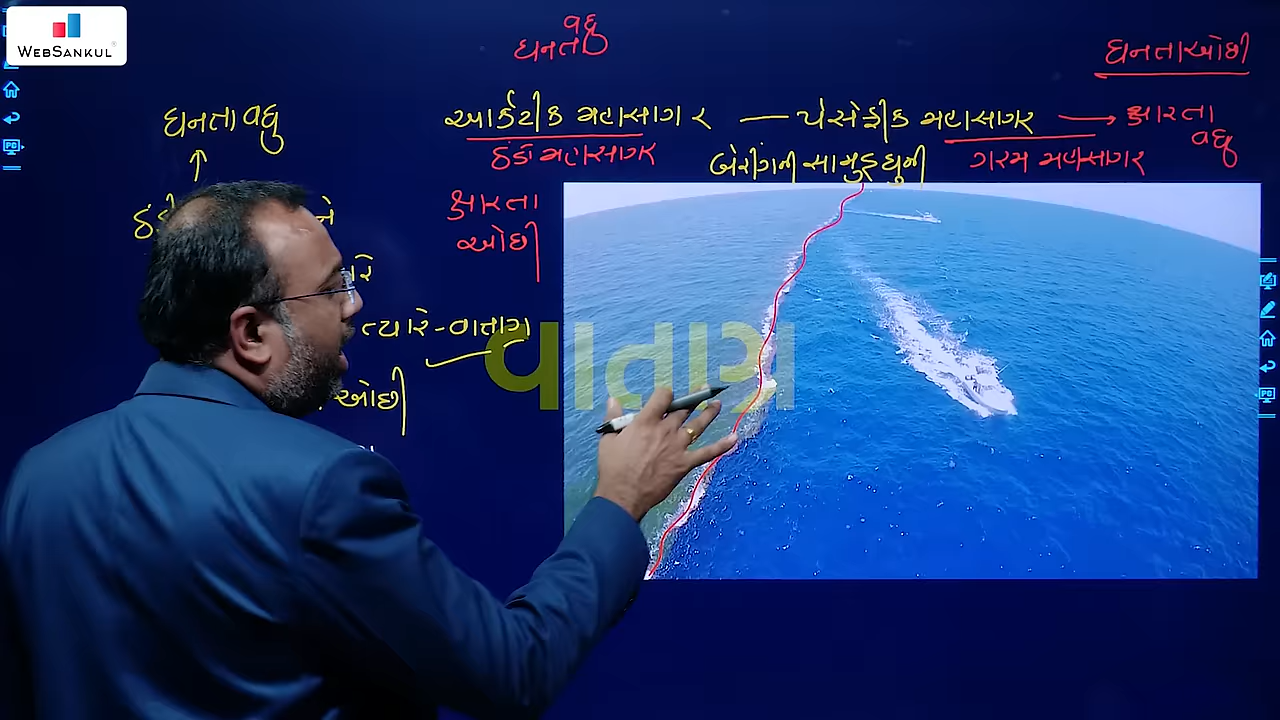 WEBSANKUL
વધુ
ઘનતા
ઘનતા ઓછી
ઘનતા વધુ
આર્કટીક મહાસાગર — પેસેફીક મહાસાગર → ક્ષારતા
વધુ
ઠંડો મહાસાગર
ગરમ મહાસાગર
બેરીંગની સામુદ્રધુની
ક્ષારતા
ઓછી
ત્યારે - વાતાગ્ર
ઓછી
વાતાગ્ર